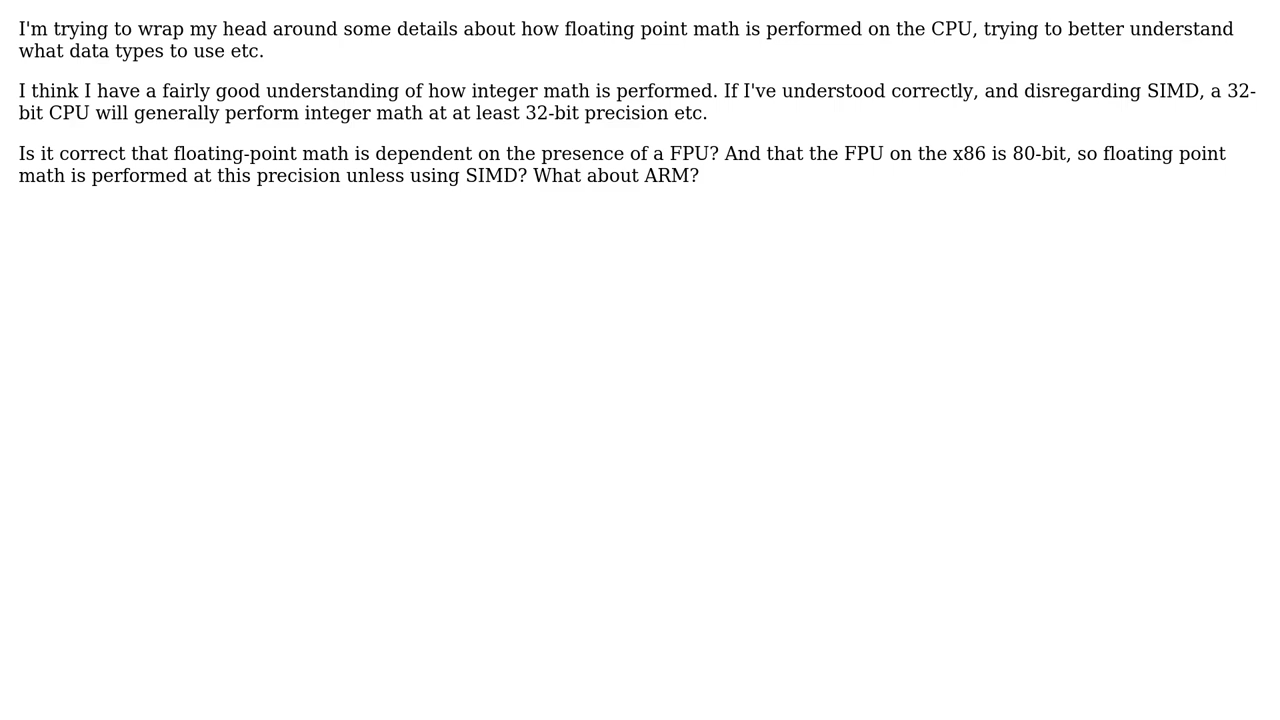 I'm trying to wrap my head around some details about how floating point math is performed on the CPU, trying to better understand
what data types to use etc.
I think I have a fairly good understanding of how integer math is performed. If I've understood correctly, and disregarding SIMD, a 32-
bit CPU will generally perform integer math at at least 32-bit precision etc.
Is it correct that floating-point math is dependent on the presence of a FPU? And that the FPU on the x86 is 80-bit, so floating point
math is performed at this precision unless using SIMD? What about ARM?